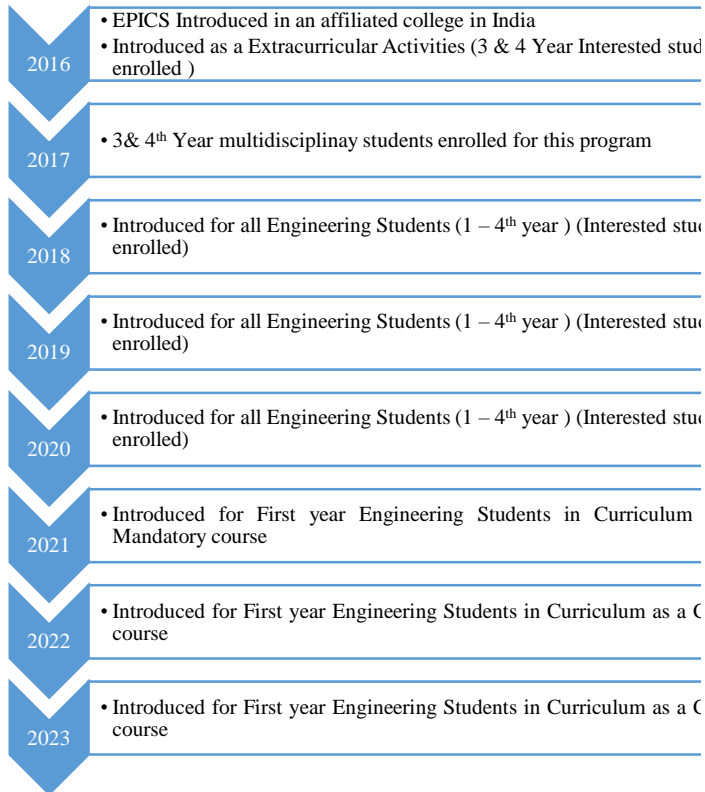 2016
• EPICS Introduced in an affiliated college in India
• Introduced as a Extracurricular Activities (3 & 4 Year Interested
enrolled )
2017
• 3& 4th Year multidisciplinay students enrolled for this program
2018
• Introduced for all Engineering Students (1 – 4th year ) (Interested
enrolled)
2019
• Introduced for all Engineering Students (1 – 4th year ) (Interested
enrolled)
2020
• Introduced for all Engineering Students (1 – 4th year ) (Interested
enrolled)
2021
• Introduced for First year Engineering Students in Curriculum
Mandatory course
2022
• Introduced for First year Engineering Students in Curriculum as a
course
2023
• Introduced for First year Engineering Students in Curriculum as a
course